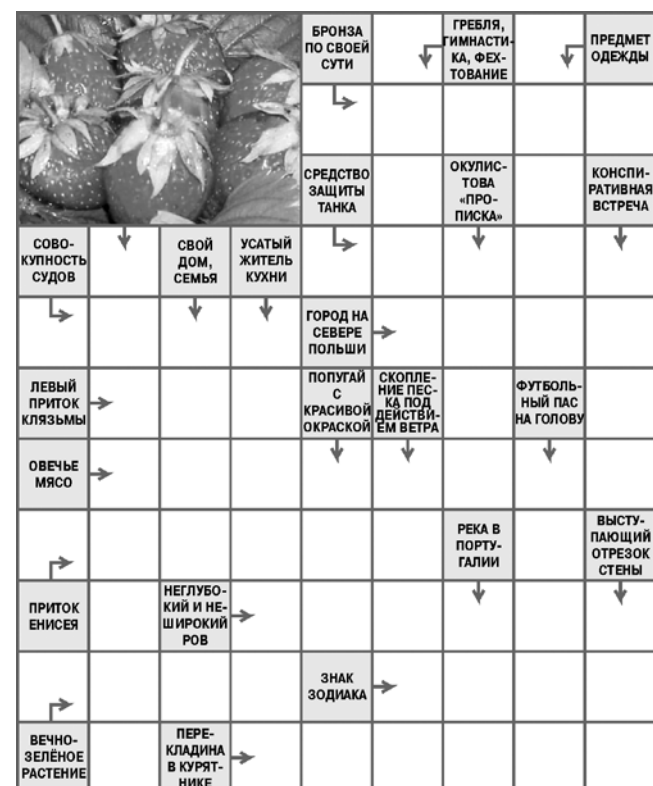 БРОНЗА
ПО СВОЕЙ
СУТИ
ГРЕБЛЯ,
ГИМНАСТИ-
КА, ФЕХ-
ТОВАНИЕ
ПРЕДМЕТ
ОДЕЖДЫ
СРЕДСТВО
ЗАЩИТЫ
ТАНКА
ОКУЛИС-
ТОВА
«ПРО-
ПИСКА»
КОНСПИ-
РАТИВНАЯ
ВСТРЕЧА
СОВО-
КУПНОСТЬ
СУДОВ
СВОЙ
ДОМ,
СЕМЬЯ
УСАТЫЙ
ЖИТЕЛЬ
КУХНИ
ГОРОД НА
СЕВЕРЕ
ПОЛЬШИ
ЛЕВЫЙ
ПРИТОК
КЛЯЗЬМЫ
ПОПУГАЙ
С
КРАСИВОЙ
ОКРАСКОЙ
СКОПЛЕ-
НИЕ ПЕС-
КА ПОД
ДЕЙСТВИ-
ЕМ ВЕТРА
ФУТБОЛЬ-
НЫЙ ПАС
НА ГОЛОВУ
ОВЕЧЬЕ
МЯСО
РЕКА В
ПОРТУ-
ГАЛИИ
ВЫСТУ-
ПАЮЩИЙ
ОТРЕЗОК
СТЕНЫ
ПРИТОК
ЕНИСЕЯ
НЕГЛУБО-
КИЙ И НЕ-
ШИРОКИЙ
РОВ
ЗНАК
ЗОДИАКА
ВЕЧНО-
ЗЕЛЁНОЕ
РАСТЕНИЕ
ПЕРЕ-
КЛАДИНА
В КУРЯТ-
НИКЕ